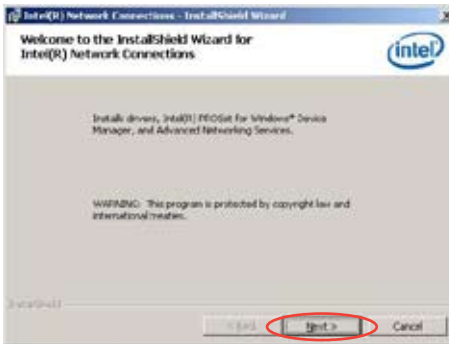 Intel(R) Network Connections - InstallShield Wizard
Welcome to the InstallShield Wizard for
Intel(R) Network Connections
intel
Installs drivers, Intel(R) PROSet for Windows* Device
Manager, and Advanced Networking Services.
WARNING: This program is protected by copyright law and
international treaties.
InstallShield
< Back
Next >
Cancel